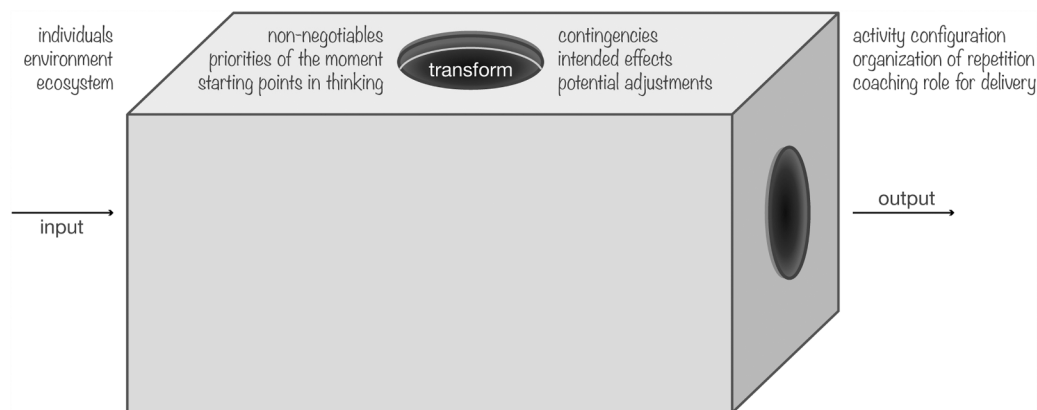 individuals
environment
ecosystem
non-negotiables
priorities of the moment
starting points in thinking
transform
contingencies
intended effects
potential adjustments
activity configuration
organization of repetition
coaching role for delivery
input
output